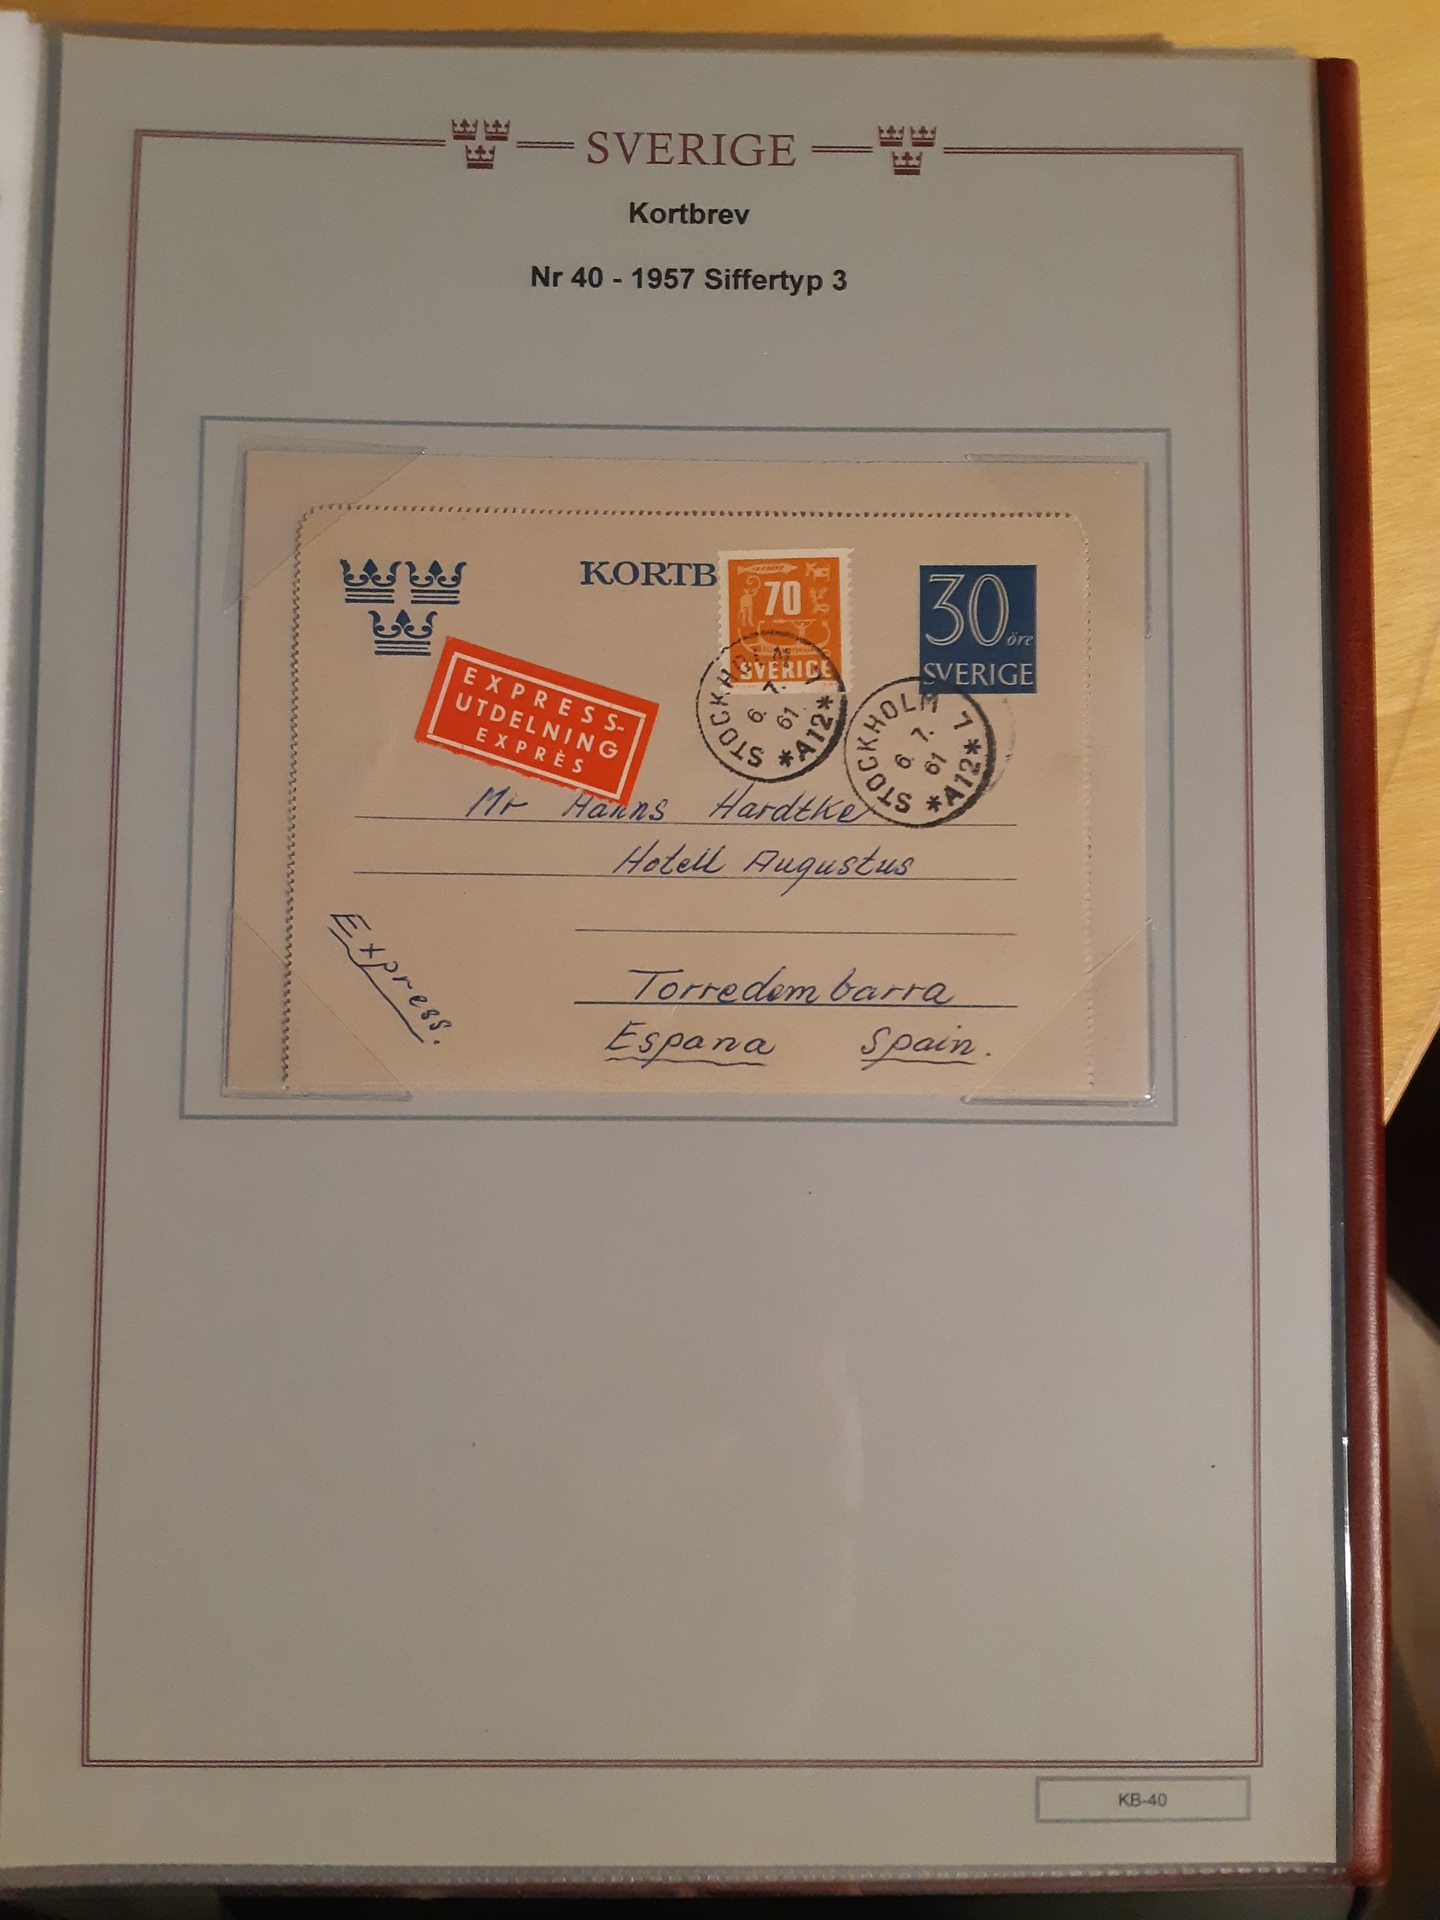 SVERIGE
Kortbrev
Nr 40 - 1957 Siffertyp 3
KORTB
70
SVERIGE
30 öre
SVERIGE
EXPRESS-
UTDELNING
EXPRÈS
STOCKHOLM 7
6. 7. 61.
*A12*
STOCKHOLM 7
6. 7. 61
*A12*
Mr Hanns Hardtke
Hotell Augustus
Express.
Torredembarra
Espana Spain.
KB-40